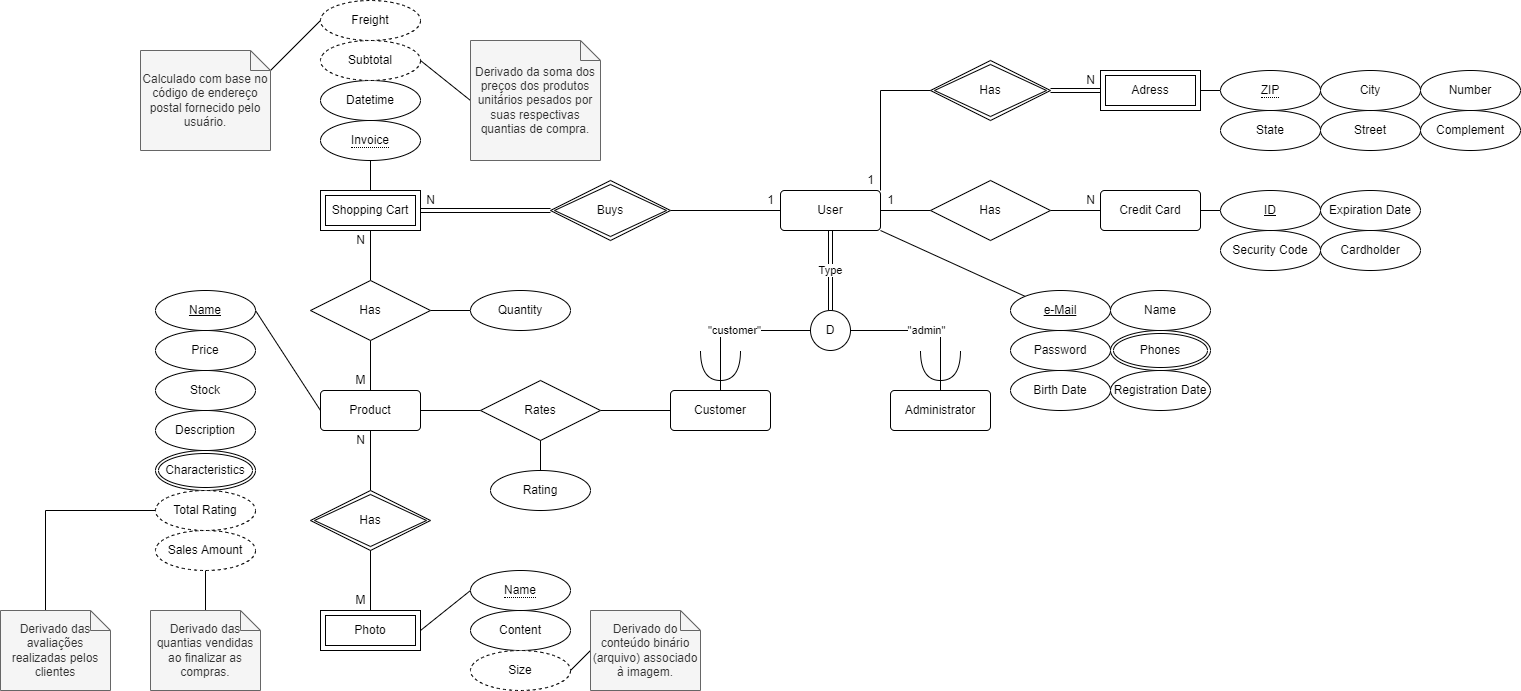 Freight
Subtotal
Datetime
Invoice
Calculado com base no
código de endereço
postal fornecido pelo
usuário.
Derivado da soma dos
preços dos produtos
unitários pesados por
suas respectivas
quantias de compra.
Has
N
Adress
ZIP
City
Number
State
Street
Complement
1
Shopping Cart
N
Buys
1
User
1
Has
N
Credit Card
ID
Expiration Date
Security Code
Cardholder
N
Type
Has
Quantity
M
"customer"
D
"admin"
e-Mail
Name
Password
Phones
Birth Date
Registration Date
Name
Price
Stock
Description
Characteristics
Total Rating
Sales Amount
Product
Rates
Customer
Administrator
N
Rating
Has
M
Photo
Name
Content
Size
Derivado das
avaliações
realizadas pelos
clientes
Derivado das
quantias vendidas
ao finalizar as
compras.
Derivado do
conteúdo binário
(arquivo) associado
à imagem.